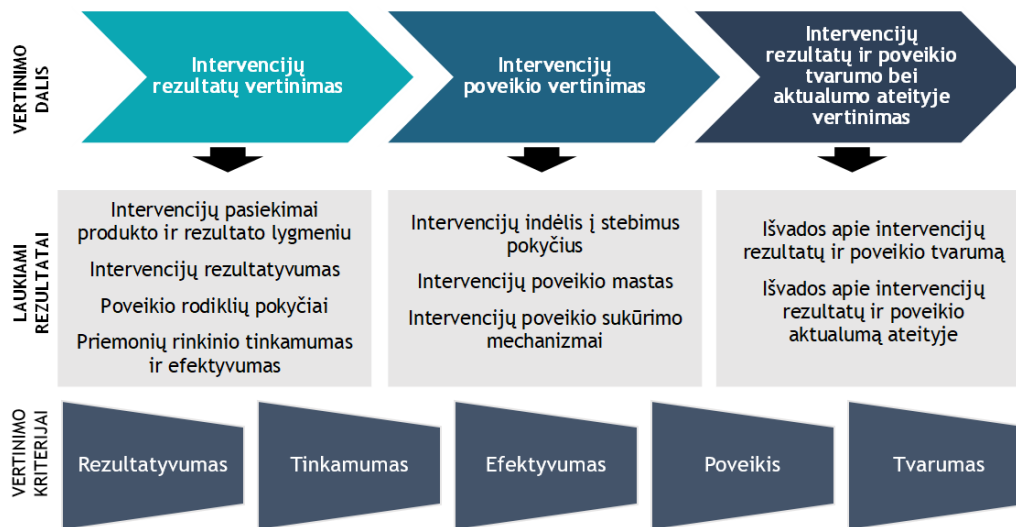 VERTINIMO
DALIS
Intervencijų
rezultatų vertinimas
Intervencijų
poveikio vertinimas
Intervencijų
rezultatų ir poveikio
tvarumo bei
aktualumo ateityje
vertinimas
LAUKIAMI
REZULTATAI
Intervencijų pasiekimai
produkto ir rezultato lygmeniu
Intervencijų rezultatyvumas
Poveikio rodiklių pokyčiai
Priemonių rinkinio tinkamumas
ir efektyvumas
Intervencijų indėlis į stebimus
pokyčius
Intervencijų poveikio mastas
Intervencijų poveikio sukūrimo
mechanizmai
Išvados apie intervencijų
rezultatų ir poveikio tvarumą
Išvados apie intervencijų
rezultatų ir poveikio
aktualumą ateityje
VERTINIMO
KRITERIJAI
Rezultatyvumas
Tinkamumas
Efektyvumas
Poveikis
Tvarumas